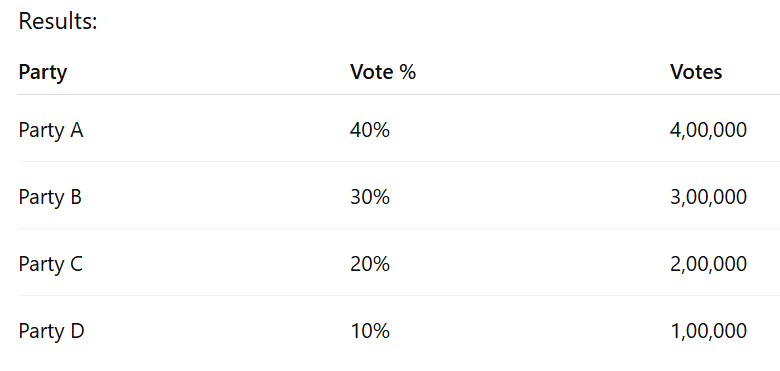 Results:
Party Vote % Votes
Party A 40% 4,00,000
Party B 30% 3,00,000
Party C 20% 2,00,000
Party D 10% 1,00,000